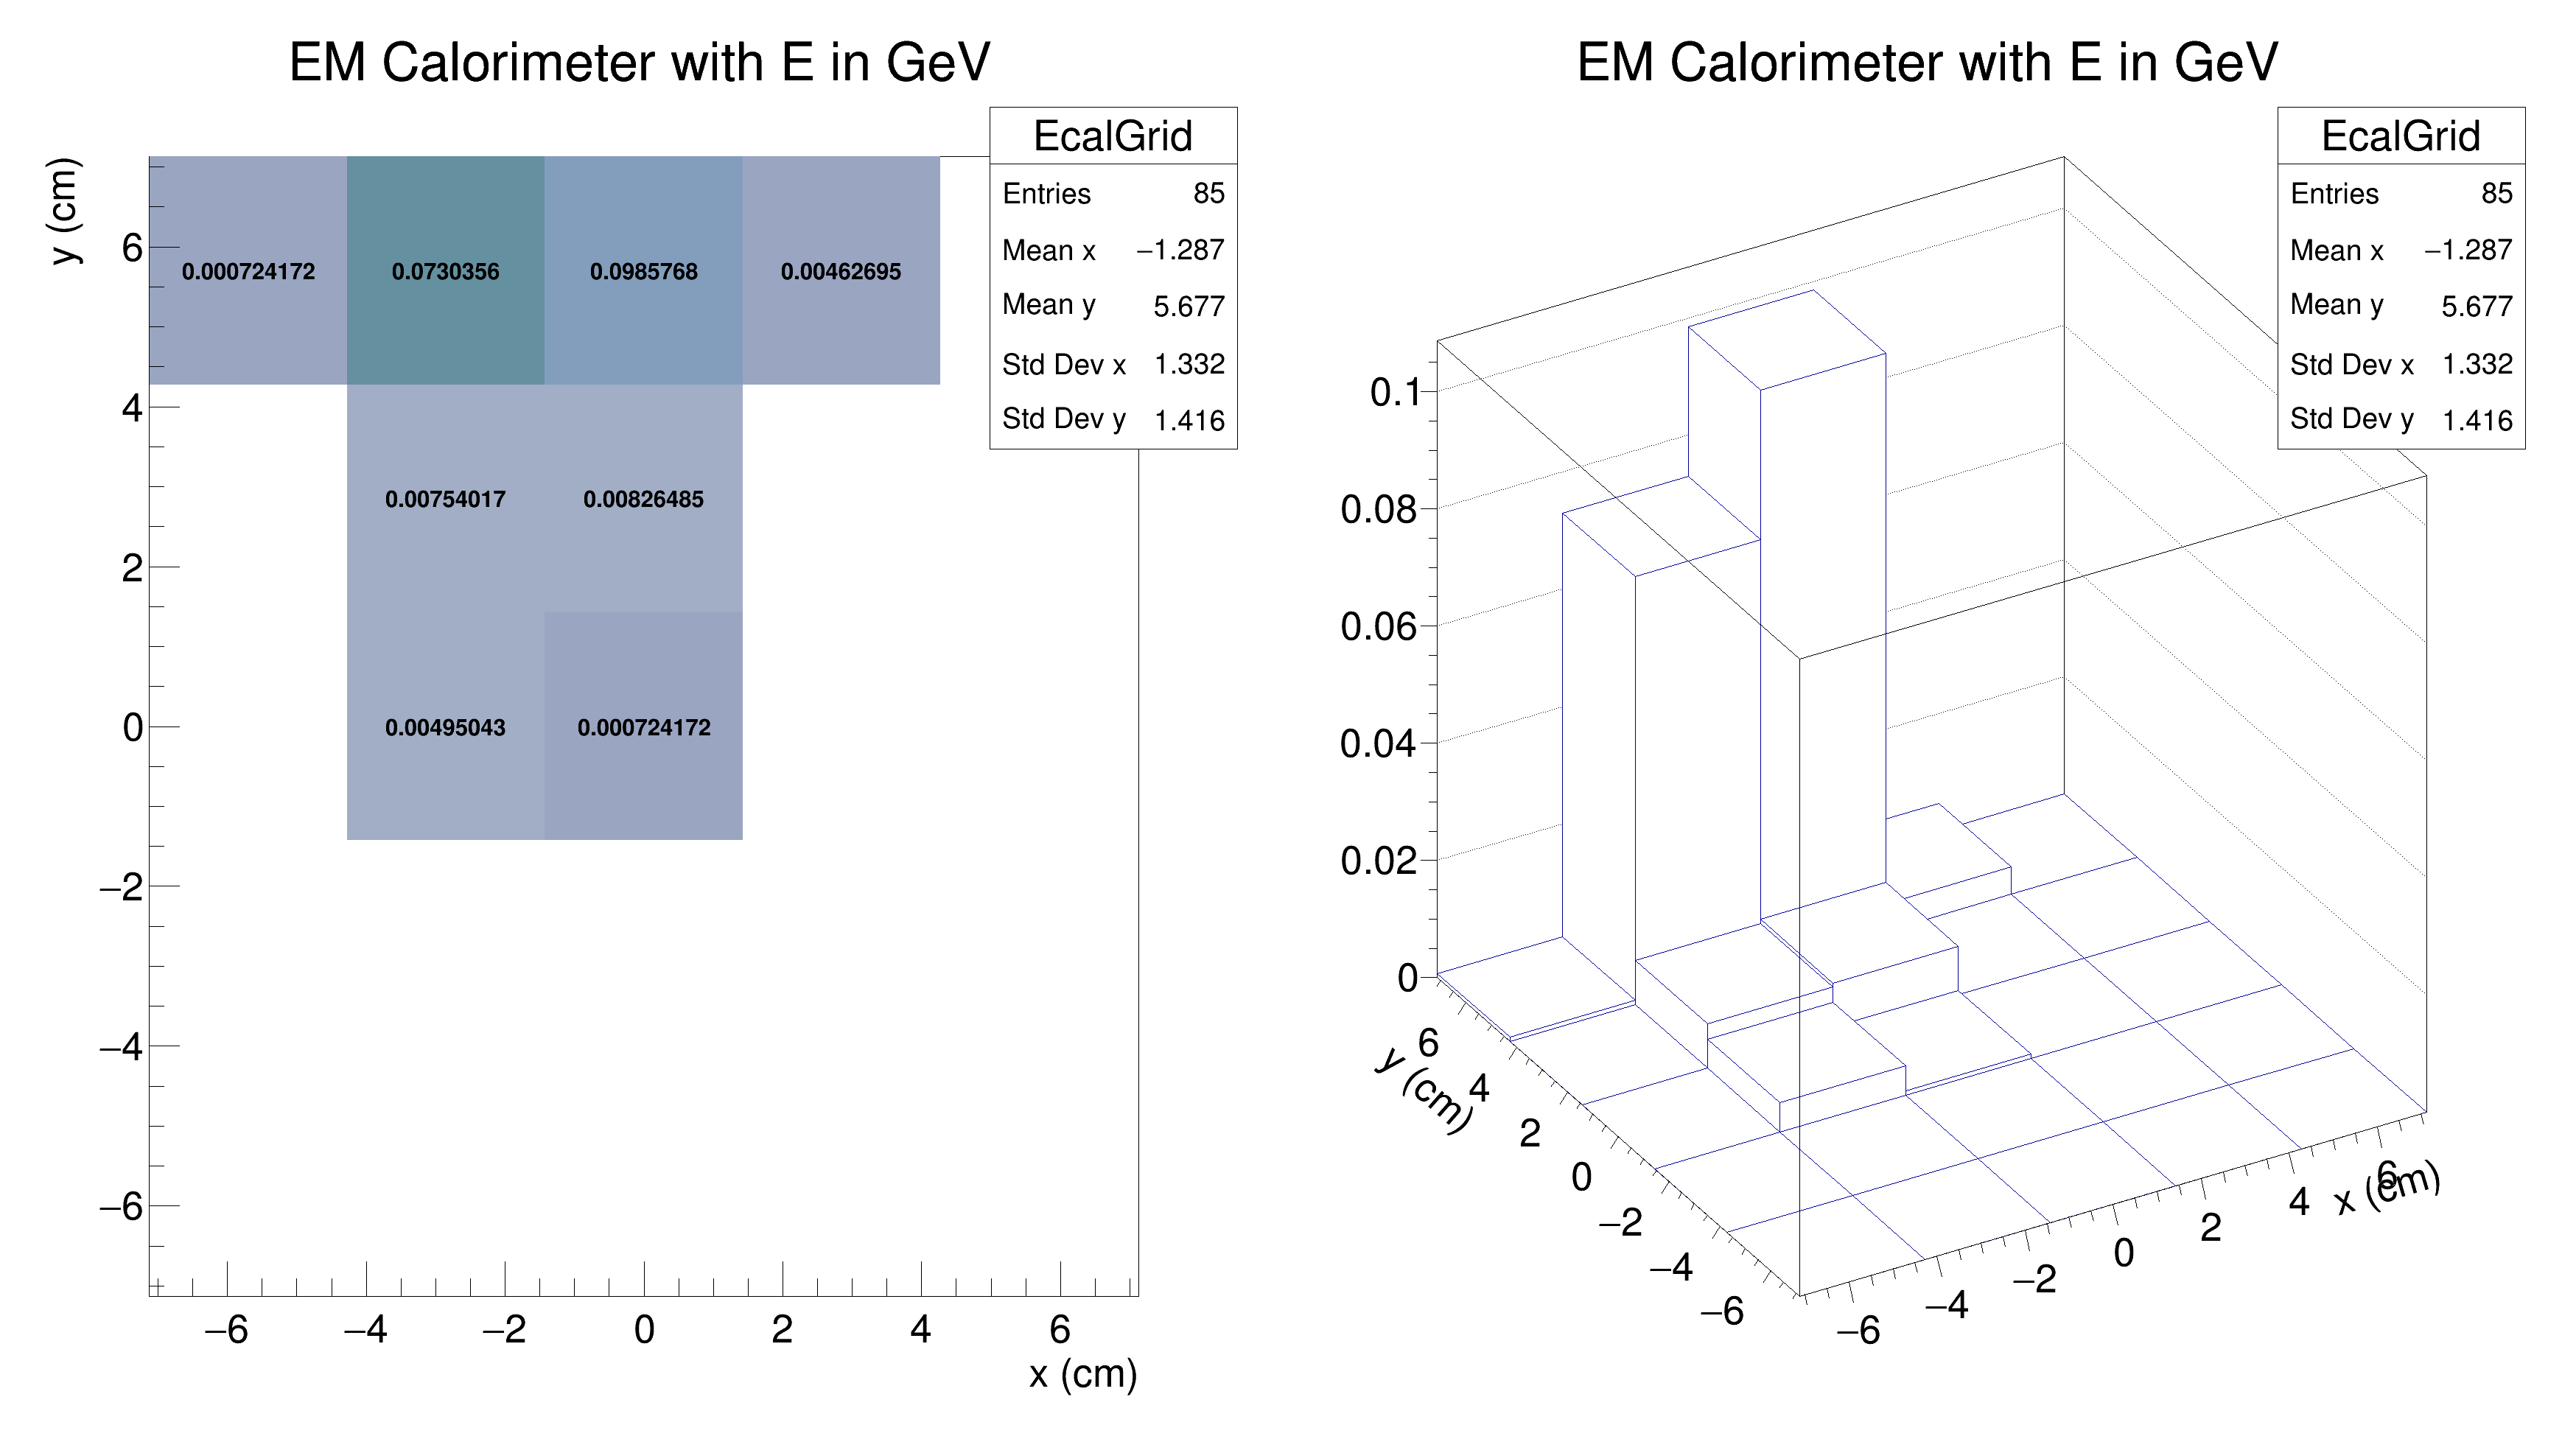 EM Calorimeter with E in GeV
EcalGrid
Entries 85
Mean x −1.287
Mean y 5.677
Std Dev x 1.332
Std Dev y 1.416
y (cm)
6
4
2
0
−2
−4
−6
0.000724172 0.0730356 0.0985768 0.00462695
0.00754017 0.00826485
0.00495043 0.000724172
−6 −4 −2 0 2 4 6
x (cm)
EM Calorimeter with E in GeV
EcalGrid
Entries 85
Mean x −1.287
Mean y 5.677
Std Dev x 1.332
Std Dev y 1.416
0.1
0.08
0.06
0.04
0.02
0
6
4
2
0
−2
−4
−6
y (cm)
−6
−4
−2
0
2
4
6
x (cm)